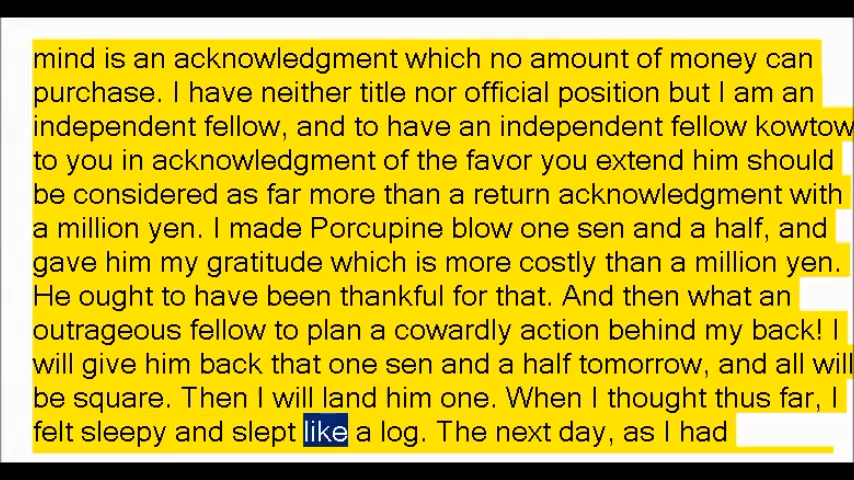 mind is an acknowledgment which no amount of money can
purchase. I have neither title nor official position but I am an
independent fellow, and to have an independent fellow kowtow
to you in acknowledgment of the favor you extend him should
be considered as far more than a return acknowledgment with
a million yen. I made Porcupine blow one sen and a half, and
gave him my gratitude which is more costly than a million yen.
He ought to have been thankful for that. And then what an
outrageous fellow to plan a cowardly action behind my back! I
will give him back that one sen and a half tomorrow, and all will
be square. Then I will land him one. When I thought thus far, I
felt sleepy and slept like a log. The next day, as I had